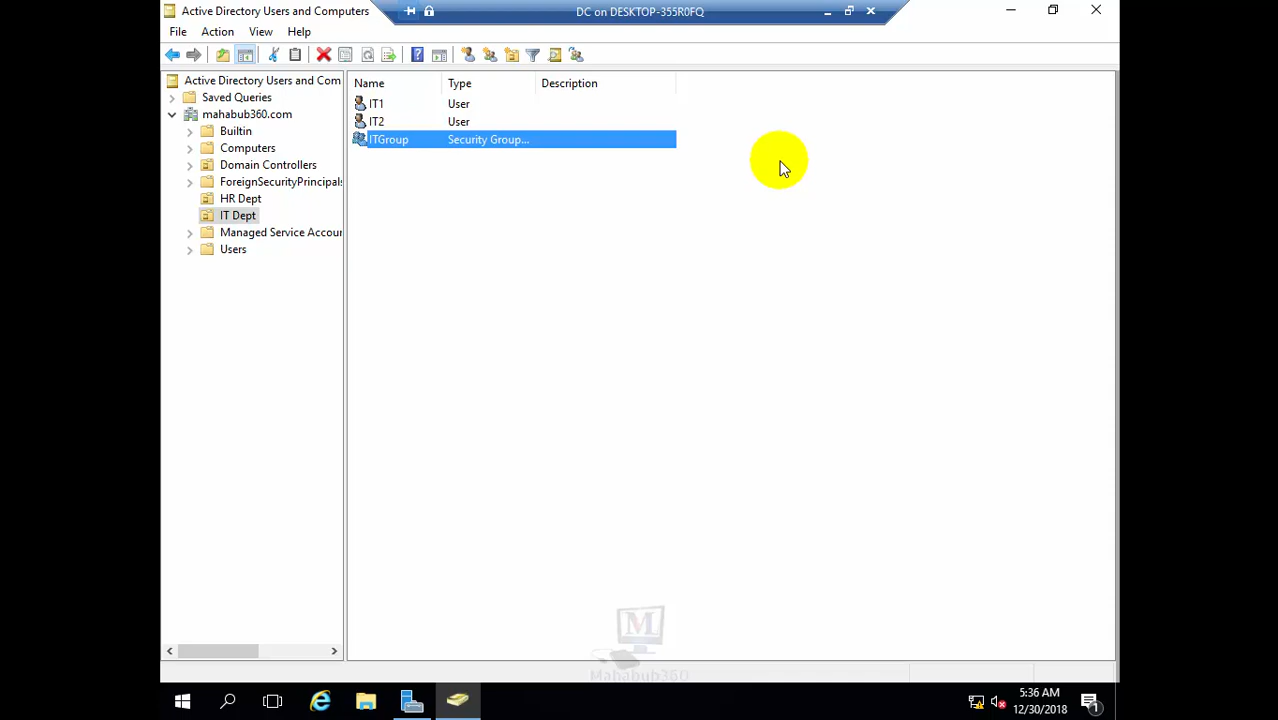 Active Directory Users and Computers
DC on DESKTOP-355R0FQ
File Action View Help
Active Directory Users and Com
Saved Queries
mahabub360.com
Builtin
Computers
Domain Controllers
ForeignSecurityPrincipals
HR Dept
IT Dept
Managed Service Accour
Users
Name Type Description
IT1 User
IT2 User
ITGroup Security Group...
M
Mahabub360
5:36 AM
12/30/2018
1